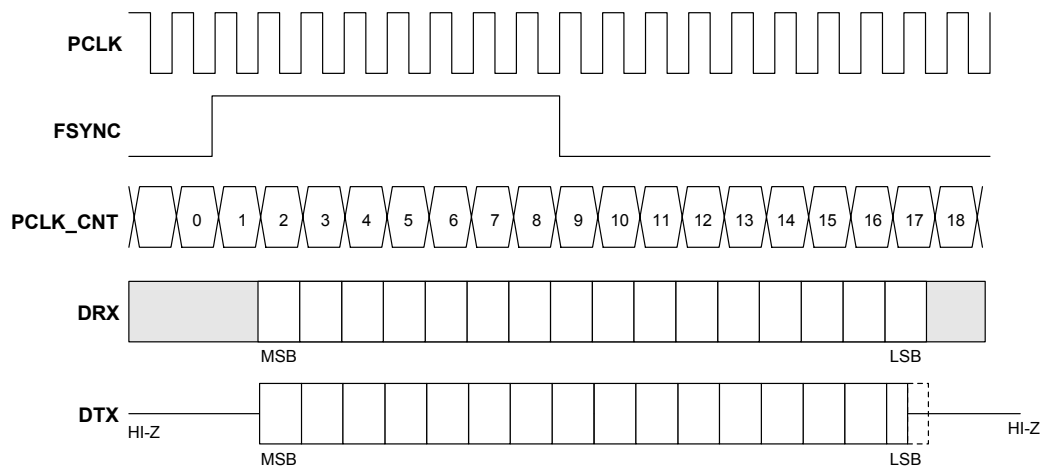 PCLK
FSYNC
PCLK_CNT
0 1 2 3 4 5 6 7 8 9 10 11 12 13 14 15 16 17 18
DRX
MSB LSB
DTX
HI-Z HI-Z
MSB LSB